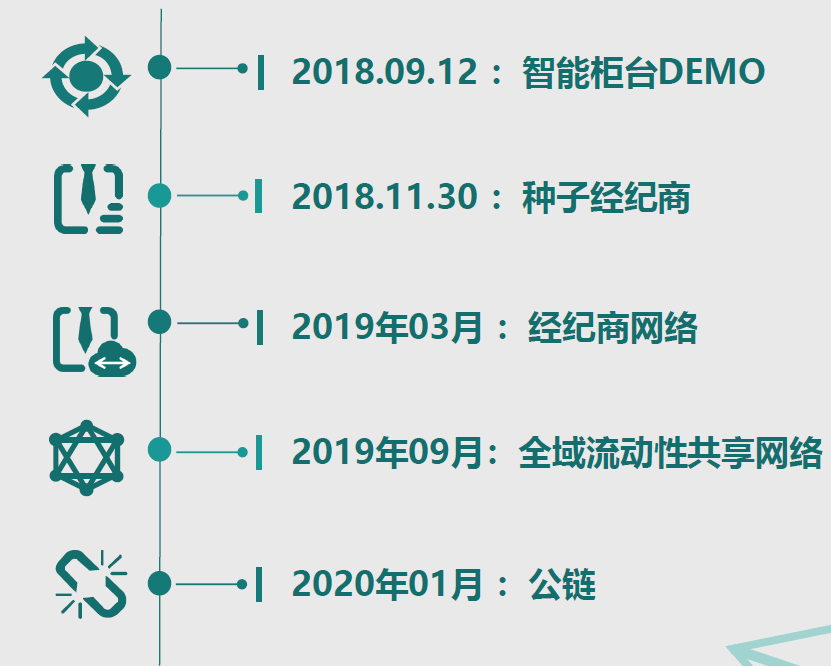 2018.09.12 : 智能柜台DEMO
2018.11.30 : 种子经纪商
2019年03月 : 经纪商网络
2019年09月: 全域流动性共享网络
2020年01月 : 公链